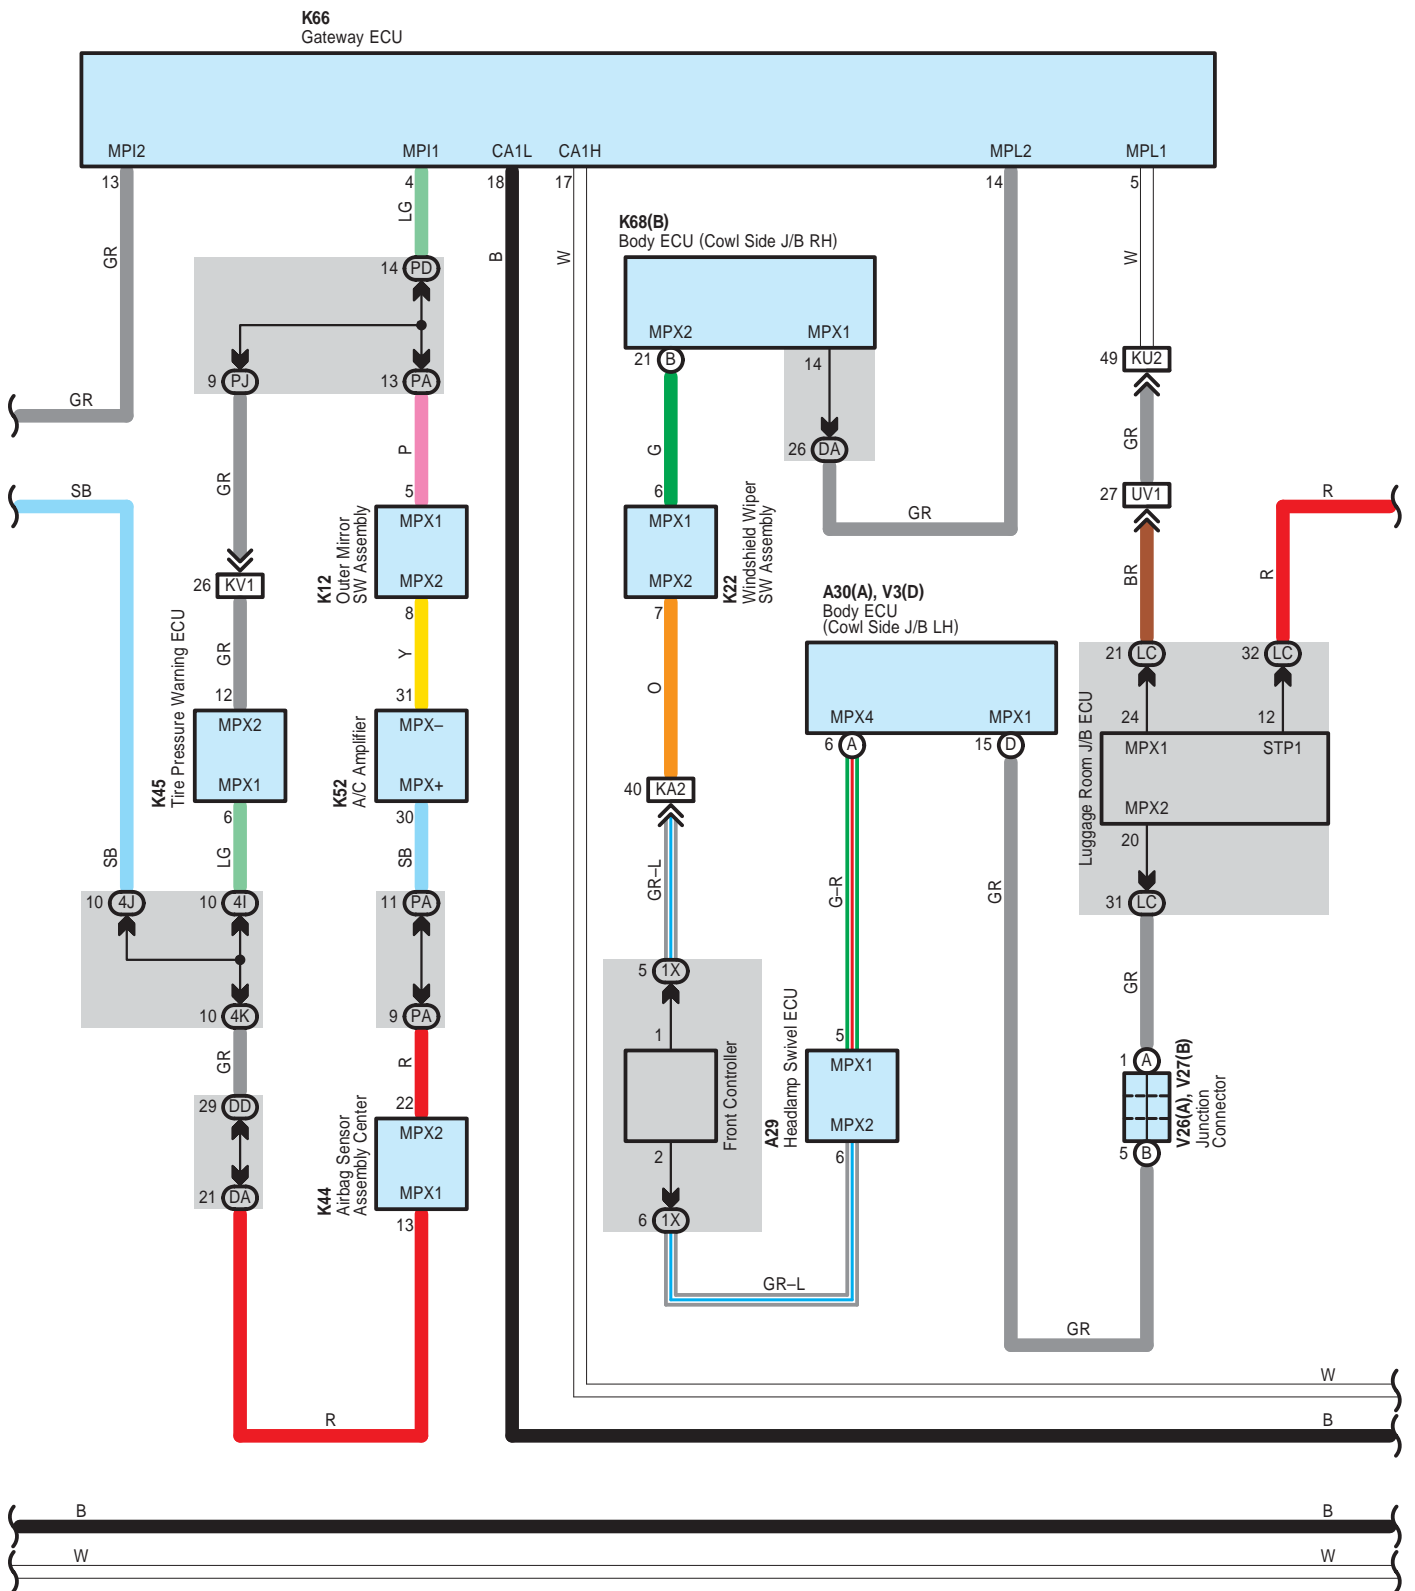 K66
Gateway ECU
MPI2 MPI1 CA1L CA1H MPL2 MPL1
13 4 18 17 14 5
LG
GR B W W
K68(B)
Body ECU (Cowl Side J/B RH)
14 PD
MPX2 MPX1
21 B 14
49 KU2
9 PJ 13 PA
GR
P G GR
26 DA
SB GR 5 6 27 UV1 R
MPX1 MPX1 GR
MPX2 MPX2
K12
Outer Mirror
SW Assembly
K22
Windshield Wiper
SW Assembly
BR R
26 KV1
8 7
A30(A), V3(D)
Body ECU
(Cowl Side J/B LH)
GR Y O
21 LC 32 LC
12 31
MPX2 MPX– MPX4 MPX1 24 12
6 A 15 D MPX1 STP1
MPX1 MPX+ 40 KA2
K45
Tire Pressure Warning ECU
K52
A/C Amplifier
MPX2
Luggage Room J/B ECU
6 30 20
SB LG SB GR–L G–R GR
10 4J 10 4I 11 PA 31 LC
5 1X GR
10 4K 9 PA
GR R 1 5 1 A
MPX1
22
29 DD MPX2 MPX2
Front Controller
A29
Headlamp Swivel ECU
V26(A), V27(B)
Junction
Connector
2 6 5 B
21 DA MPX1
K44
Airbag Sensor
Assembly Center
13 6 1X
GR–L
GR
W
R B
B B
W W